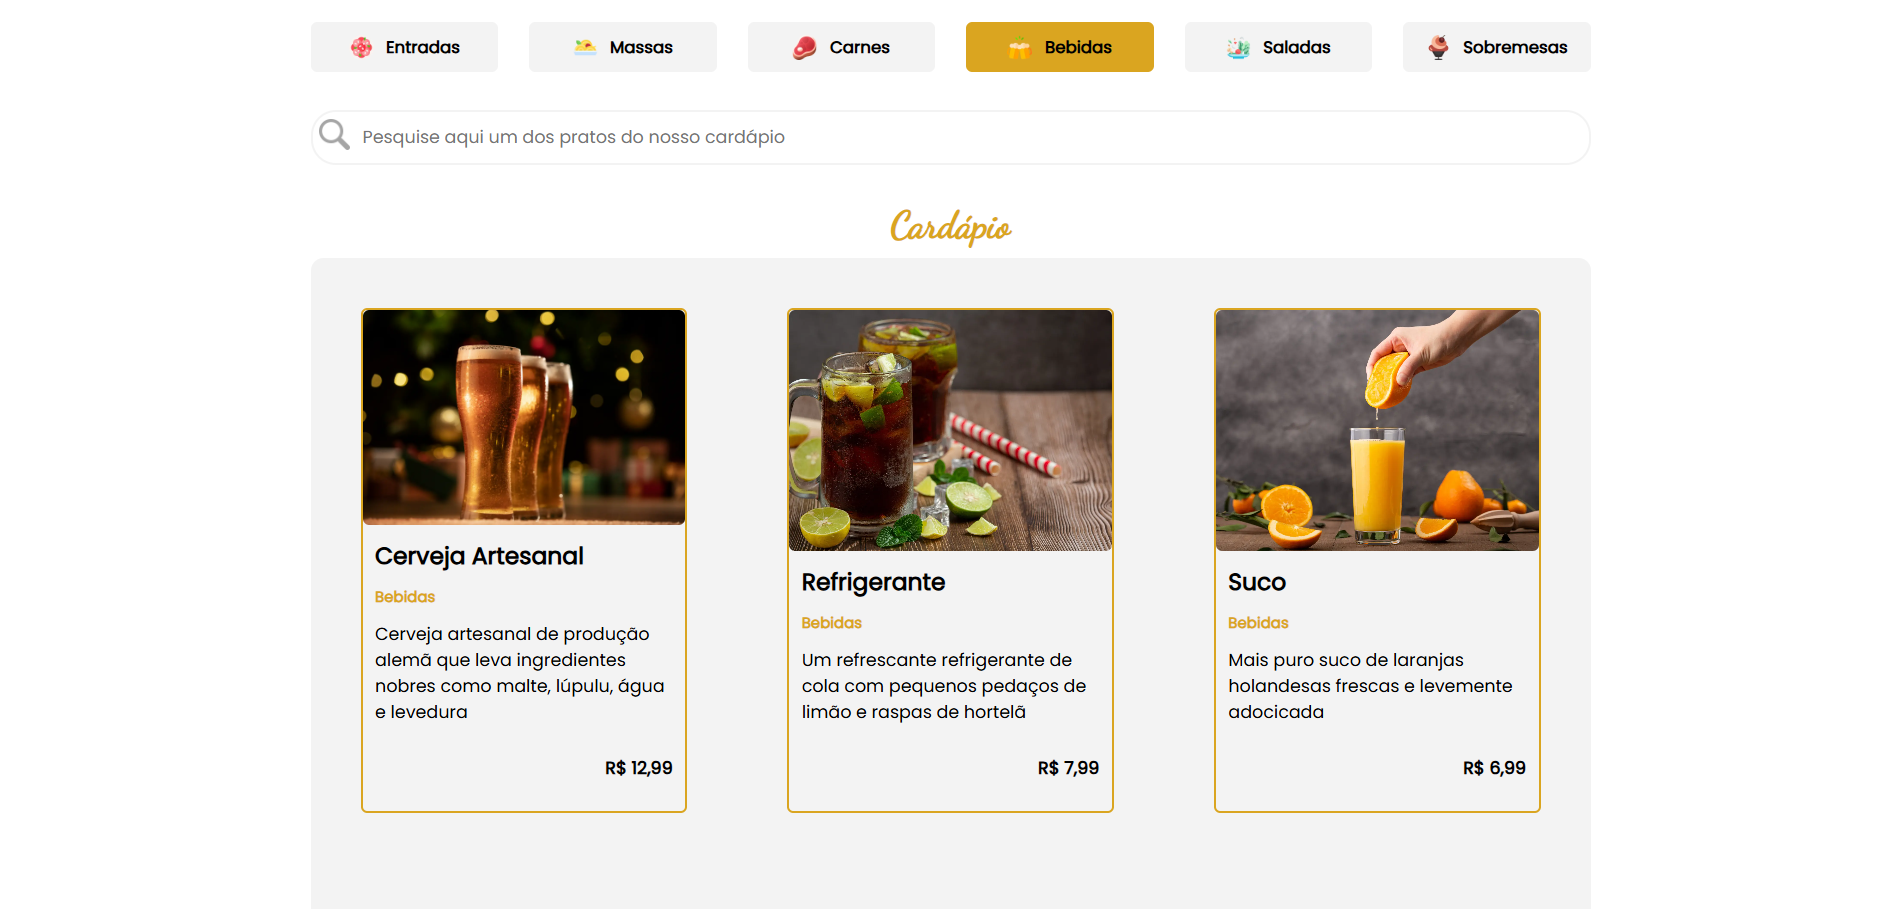 Entradas
Massas
Carnes
Bebidas
Saladas
Sobremesas
Pesquise aqui um dos pratos do nosso cardápio
Cardápio
Cerveja Artesanal
Bebidas
Cerveja artesanal de produção
alemã que leva ingredientes
nobres como malte, lúpulu, água
e levedura
R$ 12,99
Refrigerante
Bebidas
Um refrescante refrigerante de
cola com pequenos pedaços de
limão e raspas de hortelã
R$ 7,99
Suco
Bebidas
Mais puro suco de laranjas
holandesas frescas e levemente
adocicada
R$ 6,99